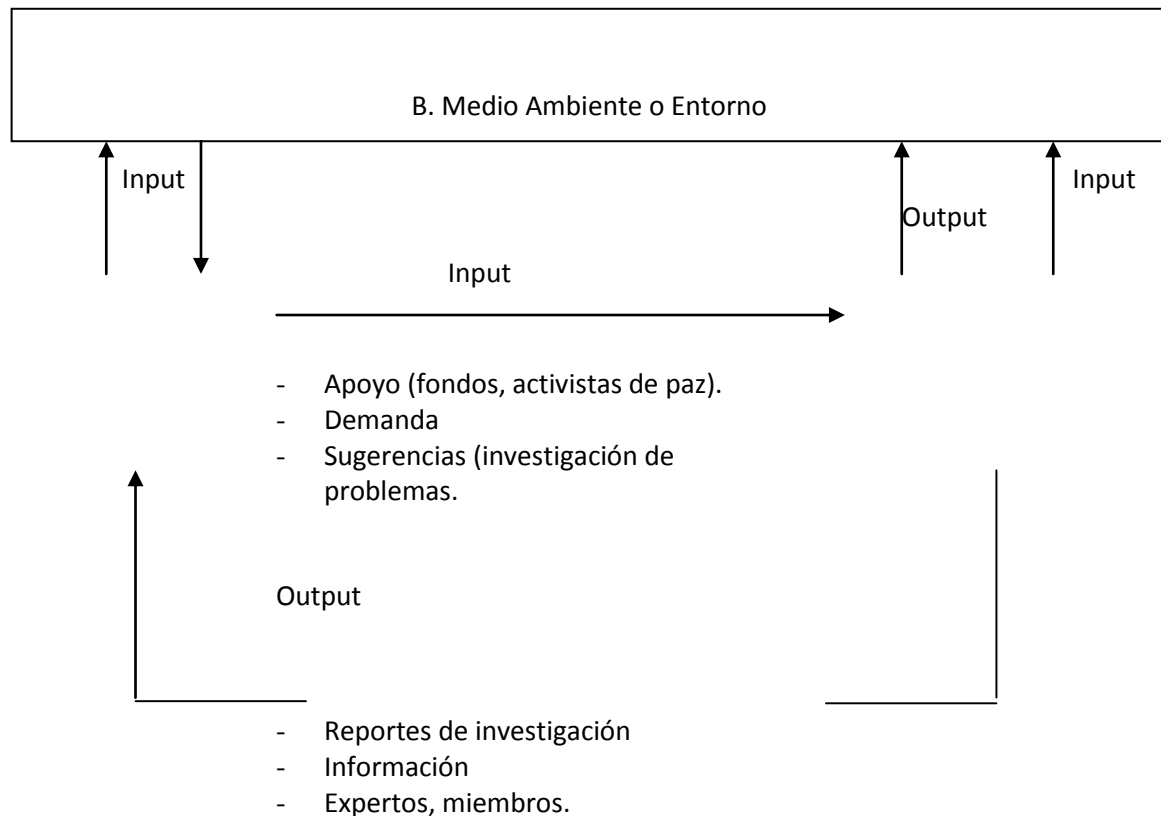 B. Medio Ambiente o Entorno
Input
Input
Output
Input
- Apoyo (fondos, activistas de paz).
- Demanda
- Sugerencias (investigación de
problemas.
Output
- Reportes de investigación
- Información
- Expertos, miembros.